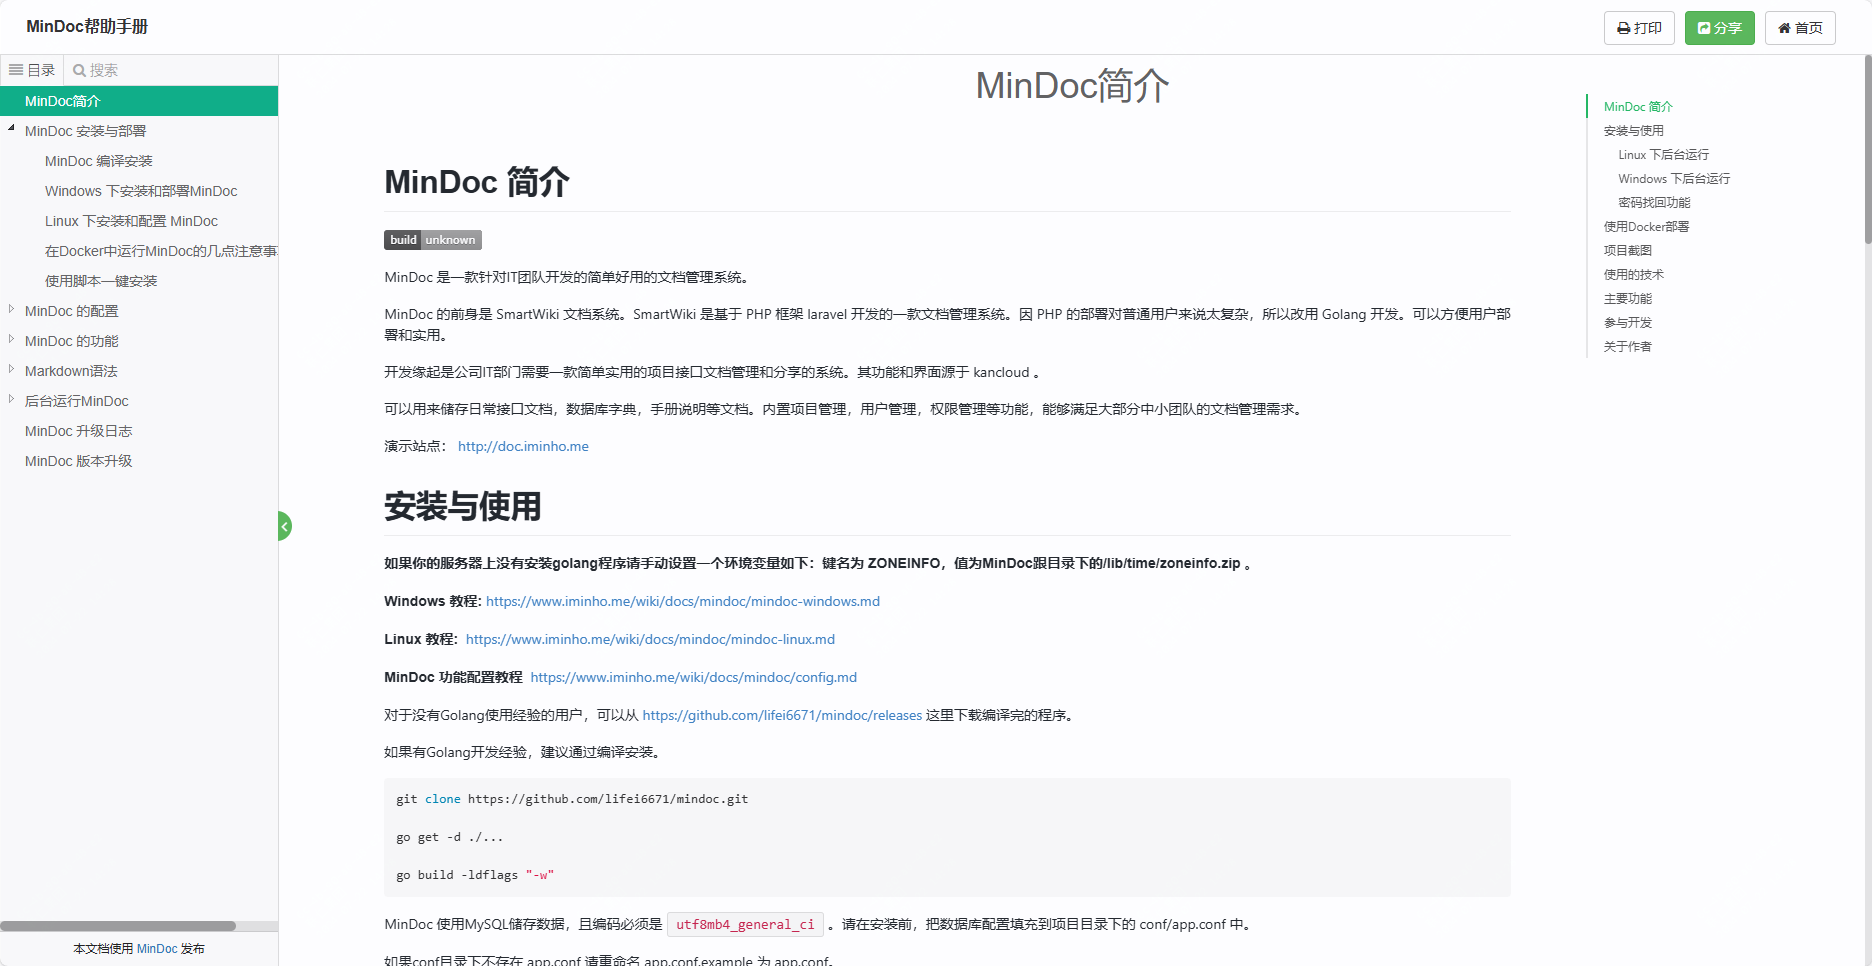 MinDoc帮助手册
打印
分享
首页
目录
搜索
MinDoc简介
MinDoc 安装与部署
MinDoc 编译安装
Windows 下安装和部署MinDoc
Linux 下安装和配置 MinDoc
在Docker中运行MinDoc的几点注意事
使用脚本一键安装
MinDoc 的配置
MinDoc 的功能
Markdown语法
后台运行MinDoc
MinDoc 升级日志
MinDoc 版本升级
本文档使用 MinDoc 发布
MinDoc简介
MinDoc 简介
build unknown
MinDoc 是一款针对IT团队开发的简单好用的文档管理系统。
MinDoc 的前身是 SmartWiki 文档系统。SmartWiki 是基于 PHP 框架 laravel 开发的一款文档管理系统。因 PHP 的部署对普通用户来说太复杂，所以改用 Golang 开发。可以方便用户部
署和实用。
开发缘起是公司IT部门需要一款简单实用的项目接口文档管理和分享的系统。其功能和界面源于 kancloud 。
可以用来储存日常接口文档，数据库字典，手册说明等文档。内置项目管理，用户管理，权限管理等功能，能够满足大部分中小团队的文档管理需求。
演示站点： http://doc.iminho.me
安装与使用
如果你的服务器上没有安装golang程序请手动设置一个环境变量如下：键名为 ZONEINFO，值为MinDoc跟目录下的/lib/time/zoneinfo.zip 。
Windows 教程: https://www.iminho.me/wiki/docs/mindoc/mindoc-windows.md
Linux 教程： https://www.iminho.me/wiki/docs/mindoc/mindoc-linux.md
MinDoc 功能配置教程 https://www.iminho.me/wiki/docs/mindoc/config.md
对于没有Golang使用经验的用户，可以从 https://github.com/lifei6671/mindoc/releases 这里下载编译完的程序。
如果有Golang开发经验，建议通过编译安装。
git clone https://github.com/lifei6671/mindoc.git
go get -d ./...
go build -ldflags "-w"
MinDoc 使用MySQL储存数据，且编码必须是 utf8mb4_general_ci 。请在安装前，把数据库配置填充到项目目录下的 conf/app.conf 中。
如果conf目录下不存在 app.conf 请重命名 app.conf.example 为 app.conf。
MinDoc 简介
安装与使用
Linux 下后台运行
Windows 下后台运行
密码找回功能
使用Docker部署
项目截图
使用的技术
主要功能
参与开发
关于作者